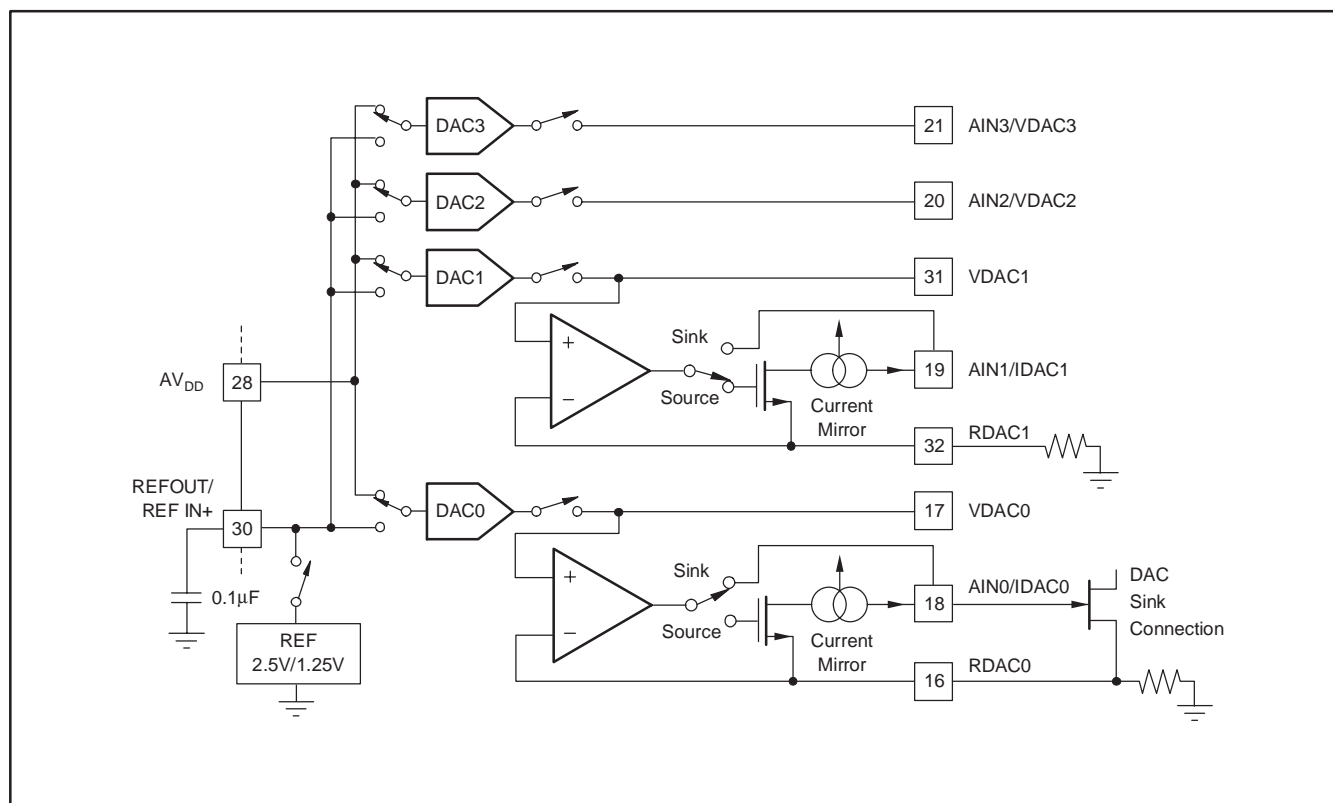 DAC3
21
AIN3/VDAC3
DAC2
20
AIN2/VDAC2
DAC1
31
VDAC1
+
−
Sink
Source
Current
Mirror
19
AIN1/IDAC1
32
RDAC1
AVDD
28
REFOUT/
REF IN+
30
0.1μF
REF
2.5V/1.25V
DAC0
17
VDAC0
+
−
Sink
Source
Current
Mirror
18
AIN0/IDAC0
16
RDAC0
DAC
Sink
Connection